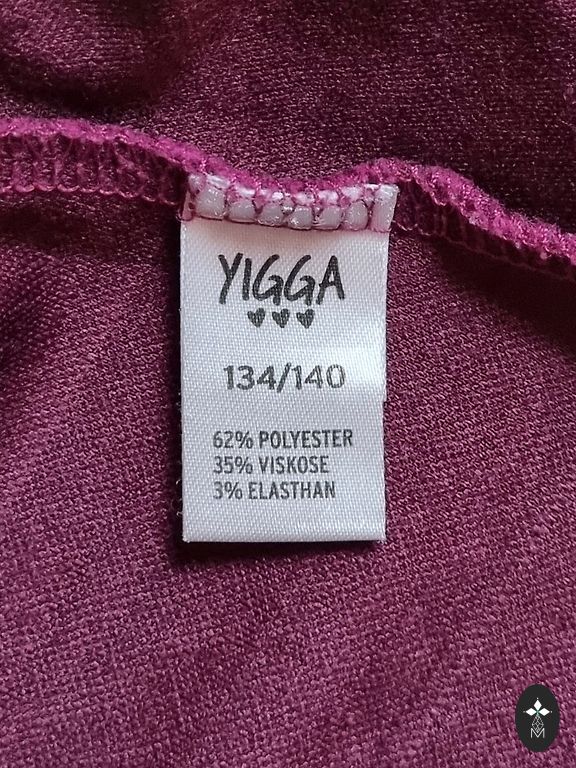 YIGGA
134/140
62% POLYESTER
35% VISKOSE
3% ELASTHAN
M